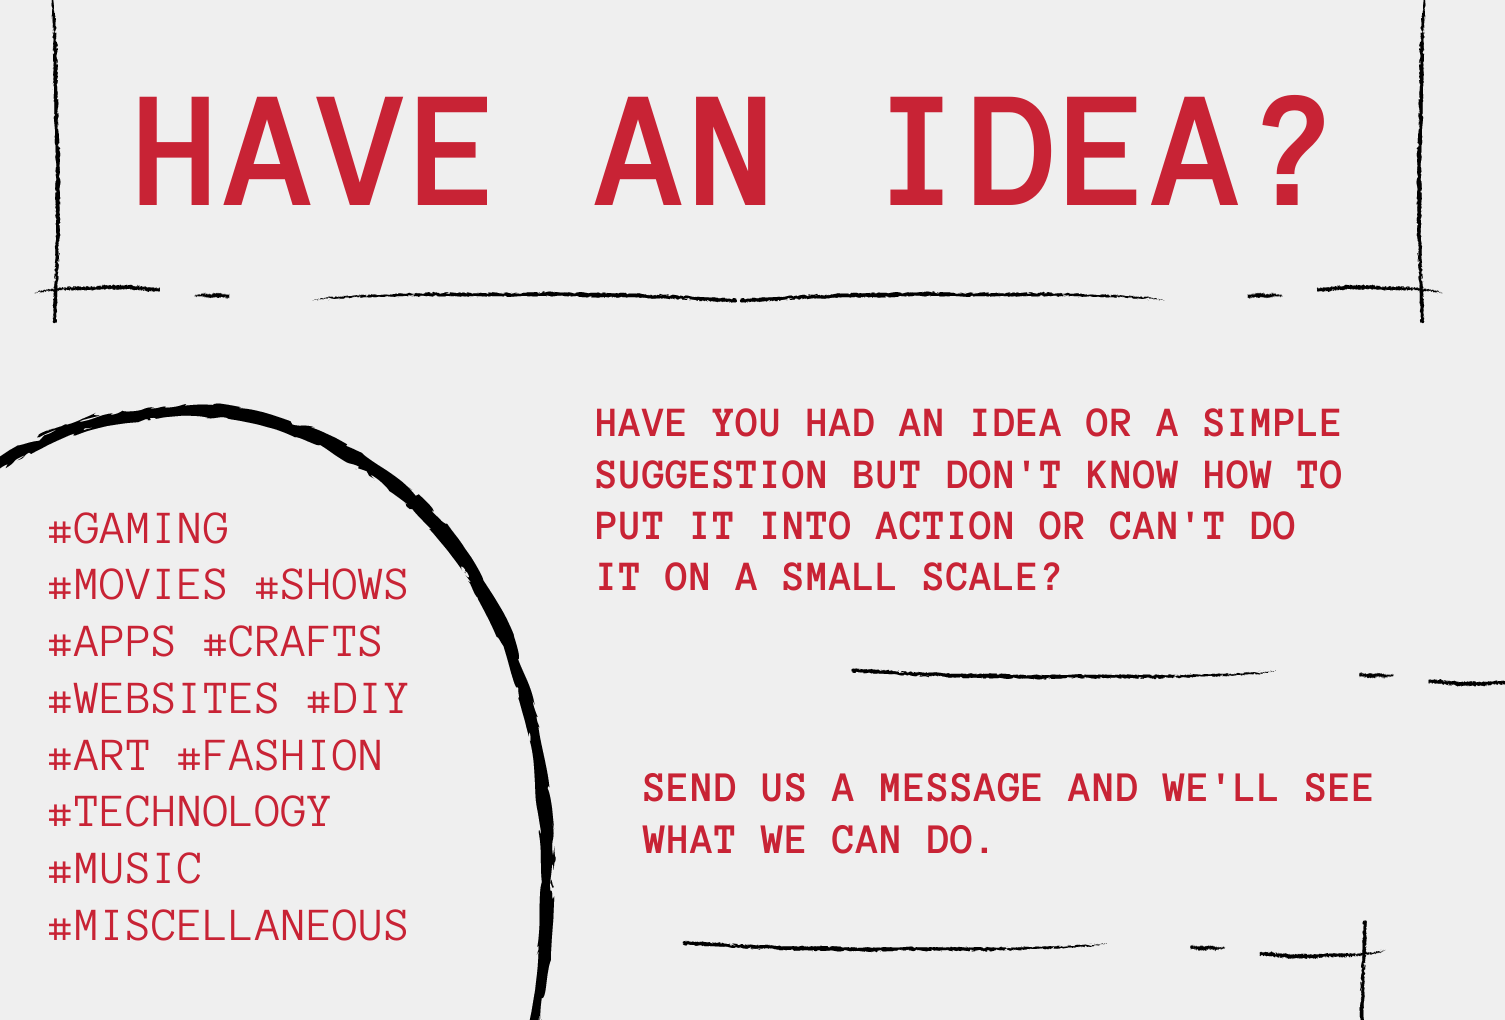 HAVE AN IDEA?
HAVE YOU HAD AN IDEA OR A SIMPLE
SUGGESTION BUT DON'T KNOW HOW TO
PUT IT INTO ACTION OR CAN'T DO
IT ON A SMALL SCALE?
#GAMING
#MOVIES #SHOWS
#APPS #CRAFTS
#WEBSITES #DIY
#ART #FASHION
#TECHNOLOGY
#MUSIC
#MISCELLANEOUS
SEND US A MESSAGE AND WE'LL SEE
WHAT WE CAN DO.